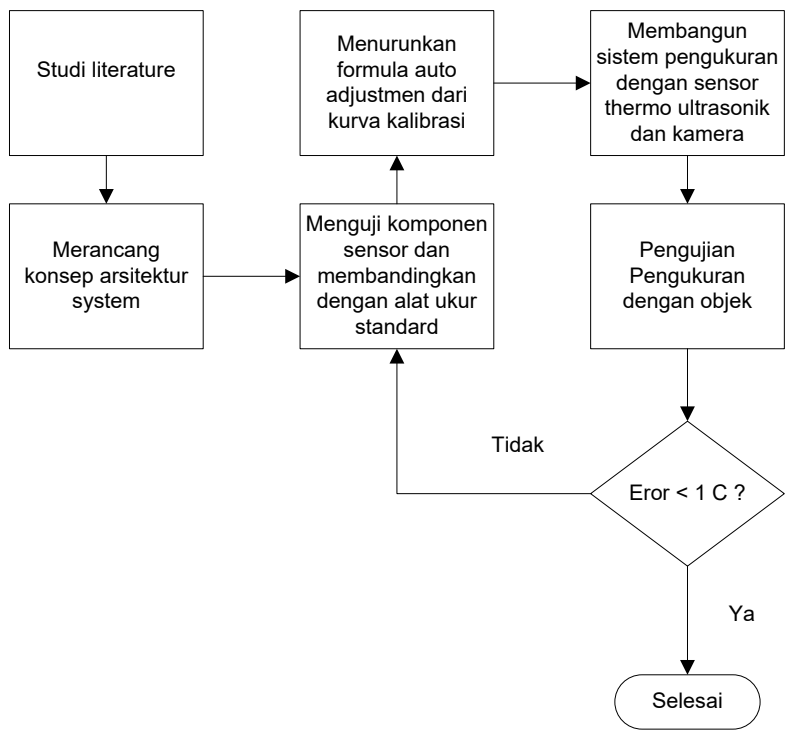 Studi literature
Merancang
konsep arsitektur
system
Menguji komponen
sensor dan
membandingkan
dengan alat ukur
standard
Menurunkan
formula auto
adjustmen dari
kurva kalibrasi
Membangun
sistem pengukuran
dengan sensor
thermo ultrasonik
dan kamera
Pengujian
Pengukuran
dengan objek
Eror < 1 C ?
Tidak
Ya
Selesai